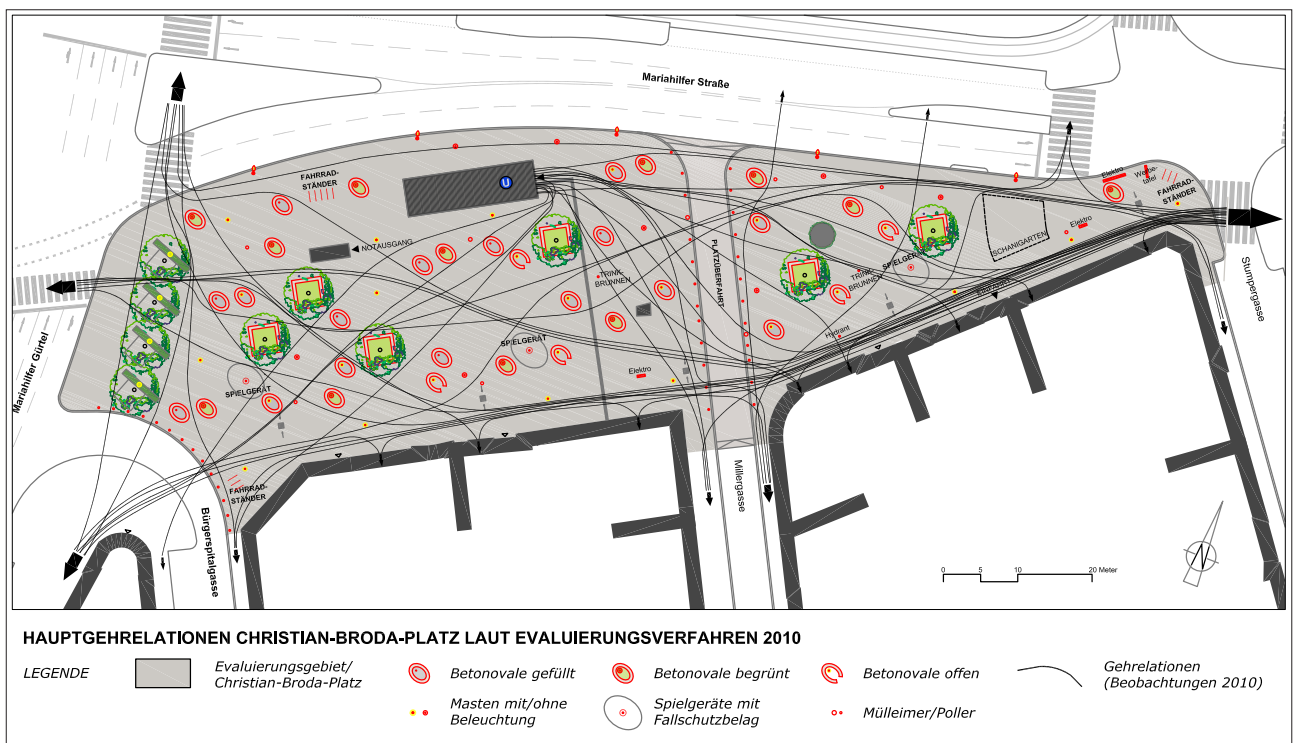 Mariahilfer Straße
FAHRRAD-
STÄNDER
U
NOTAUSGANG
TRINK-
BRUNNEN
PLATZÜBERFAHRT
SPIELGERÄT
TRINK-
BRUNNEN
SCHANIGARTEN
Elektro
Werbe-
tafel
FAHRRAD-
STÄNDER
Elektro
Stumpergasse
Hydrant
SPIELGERÄT
Elektro
SPIELGERÄT
Mariahilfer Gürtel
FAHRRAD-
STÄNDER
Bürgerspitalgasse
Millergasse
N
0 5 10 20 Meter
HAUPTGEHRELATIONEN CHRISTIAN-BRODA-PLATZ LAUT EVALUIERUNGSVERFAHREN 2010
LEGENDE
Evaluierungsgebiet/
Christian-Broda-Platz
Betonovale gefüllt
Betonovale begrünt
Betonovale offen
Gehrelationen
(Beobachtungen 2010)
Masten mit/ohne
Beleuchtung
Spielgeräte mit
Fallschutzbelag
Mülleimer/Poller